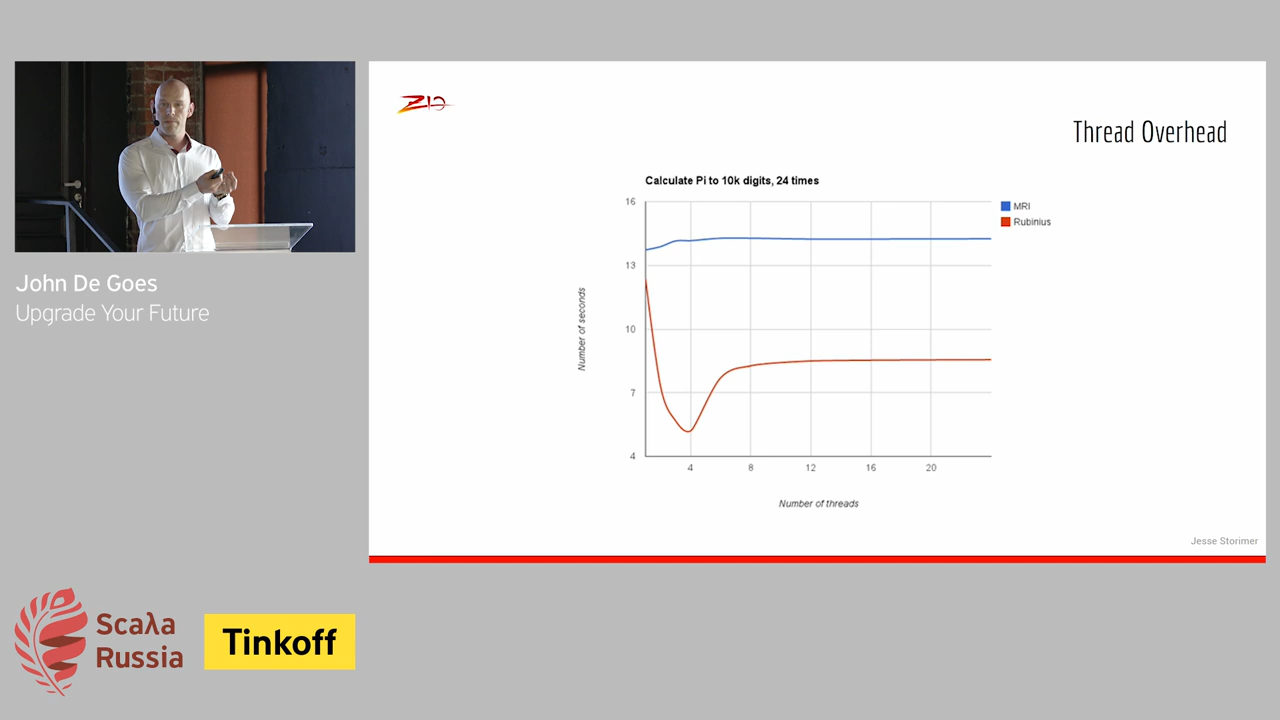 John De Goes
Upgrade Your Future
Scaλa
Russia
Tinkoff
ZIO
Thread Overhead
Calculate Pi to 10k digits, 24 times
16
13
10
7
4
Number of seconds
4 8 12 16 20
Number of threads
MRI
Rubinius
Jesse Storimer